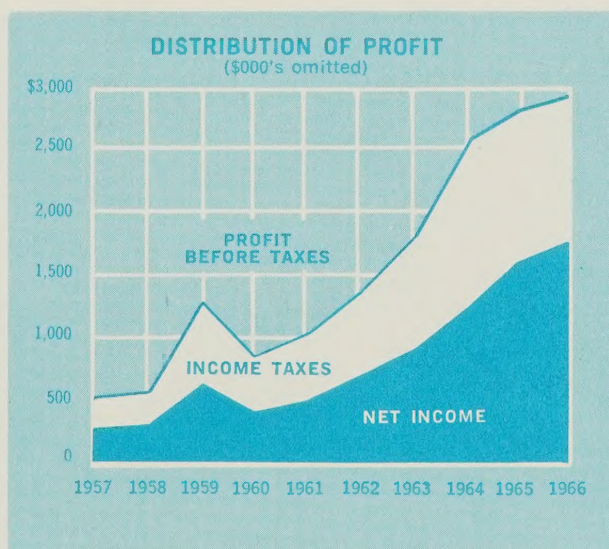 DISTRIBUTION OF PROFIT
($000's omitted)
$3,000
2,500
2,000
1,500
1,000
500
0
PROFIT
BEFORE TAXES
INCOME TAXES
NET INCOME
1957 1958 1959 1960 1961 1962 1963 1964 1965 1966